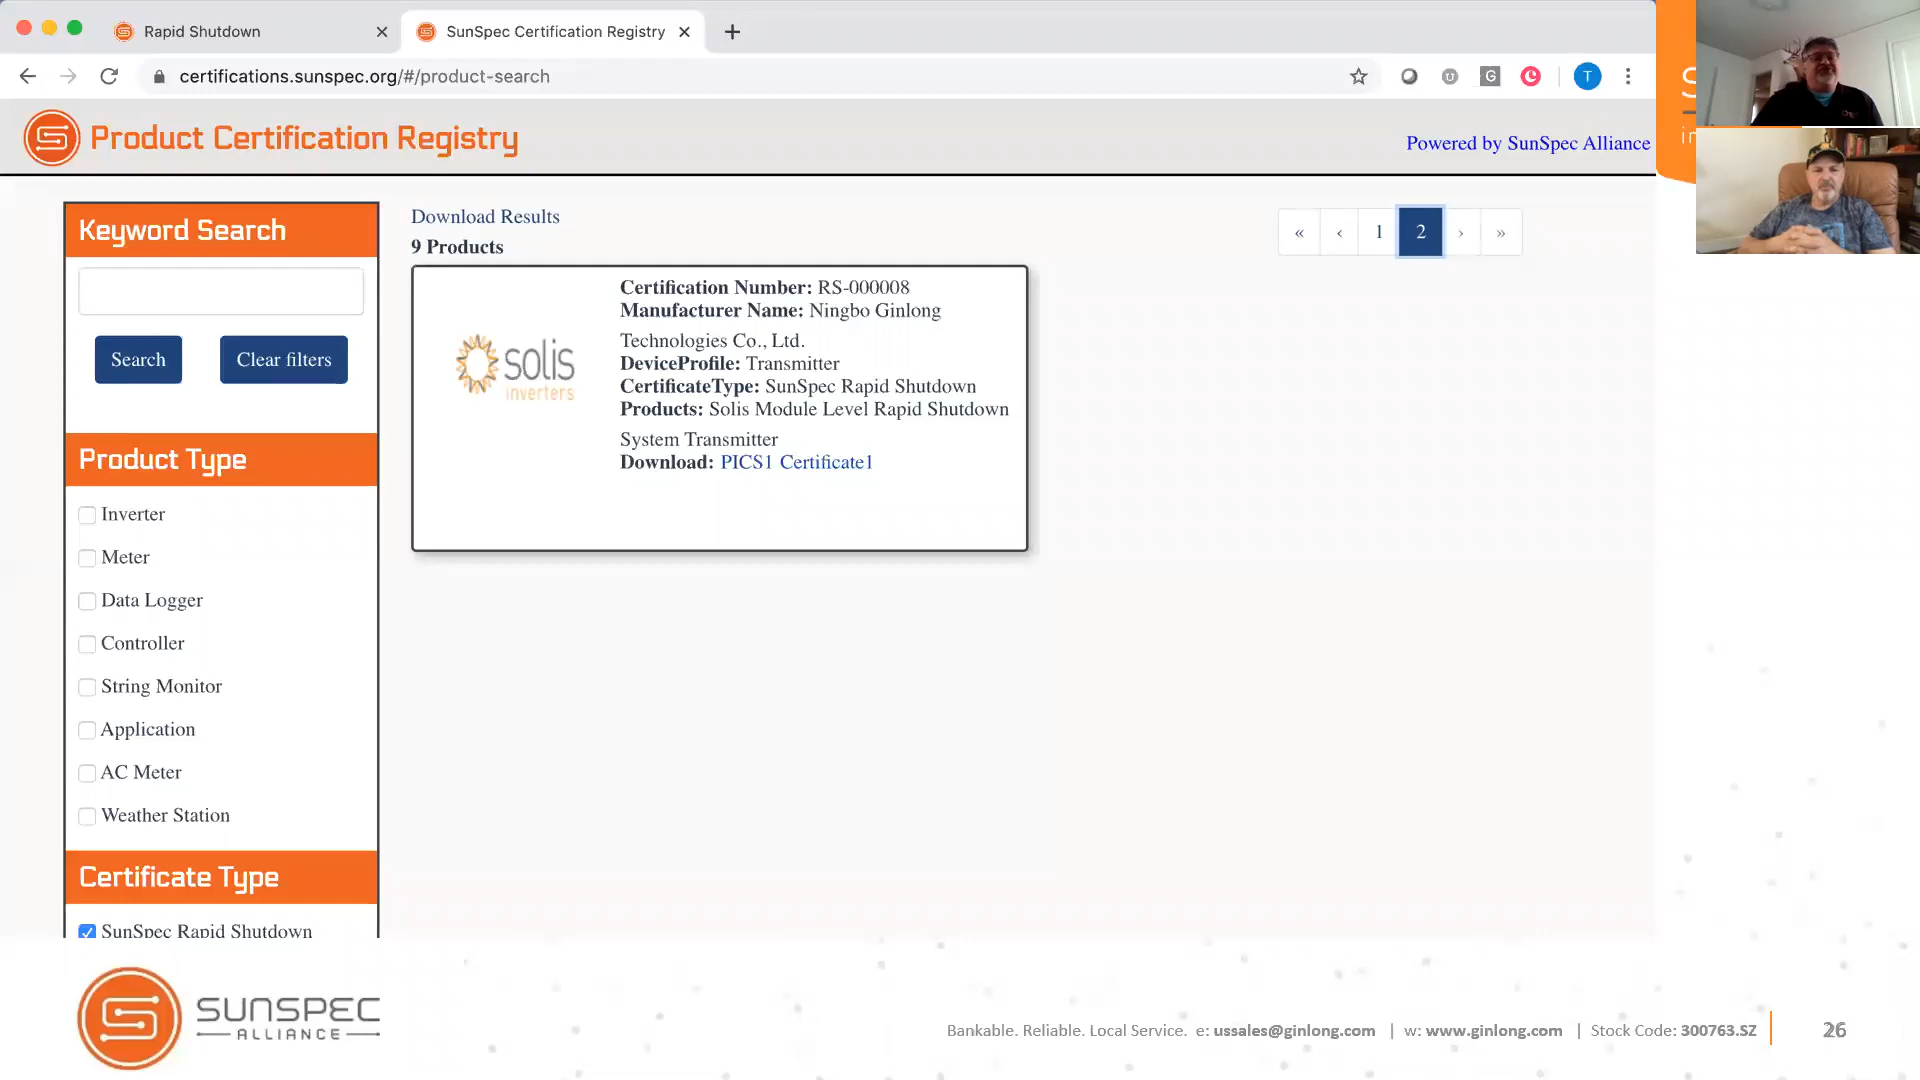 Rapid Shutdown
SunSpec Certification Registry
certifications.sunspec.org/#/product-search
T
Product Certification Registry
Powered by SunSpec Alliance
Keyword Search
Search
Clear filters
Product Type
Inverter
Meter
Data Logger
Controller
String Monitor
Application
AC Meter
Weather Station
Certificate Type
SunSpec Rapid Shutdown
Download Results
9 Products
« ‹ 1 2 › »
solis
inverters
Certification Number: RS-000008
Manufacturer Name: Ningbo Ginlong
Technologies Co., Ltd.
DeviceProfile: Transmitter
CertificateType: SunSpec Rapid Shutdown
Products: Solis Module Level Rapid Shutdown
System Transmitter
Download: PICS1 Certificate1
SUNSPEC
ALLIANCE
Bankable. Reliable. Local Service. e: ussales@ginlong.com | w: www.ginlong.com | Stock Code: 300763.SZ
26